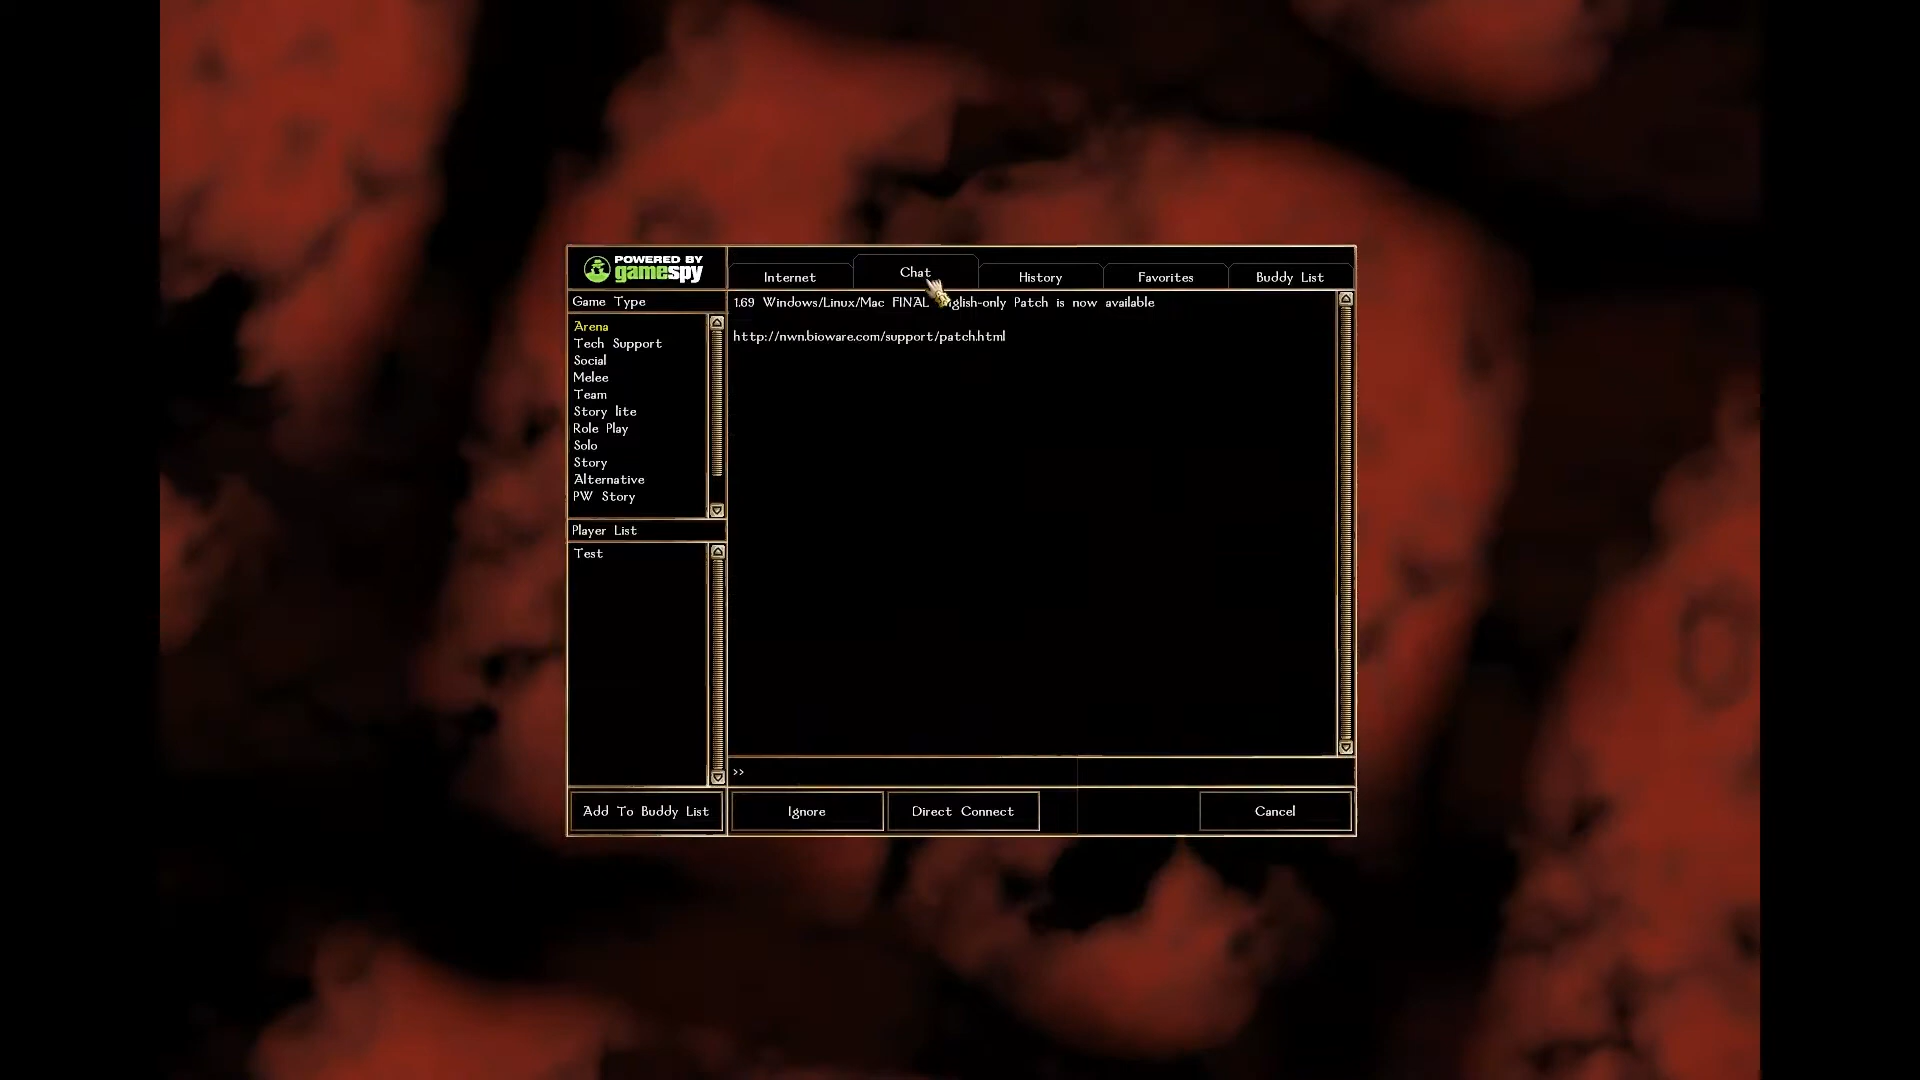 POWERED BY
gamespy
Internet
Chat
History
Favorites
Buddy List
Game Type
Arena
Tech Support
Social
Melee
Team
Story lite
Role Play
Solo
Story
Alternative
PW Story
Player List
Test
1.69 Windows/Linux/Mac FINAL glish-only Patch is now available
http://nwn.bioware.com/support/patch.html
>>
Add To Buddy List
Ignore
Direct Connect
Cancel